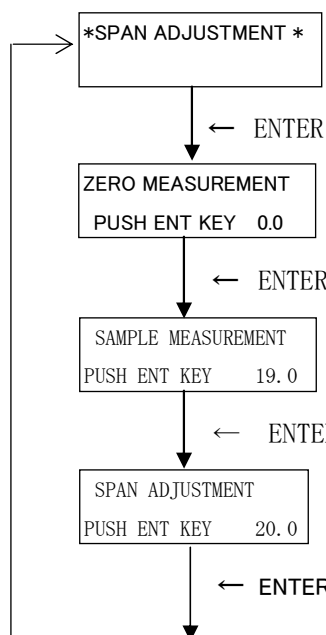 *SPAN ADJUSTMENT *
← ENTER
ZERO MEASUREMENT
PUSH ENT KEY 0.0
← ENTER
SAMPLE MEASUREMENT
PUSH ENT KEY 19.0
← ENTE
SPAN ADJUSTMENT
PUSH ENT KEY 20.0
← ENTER